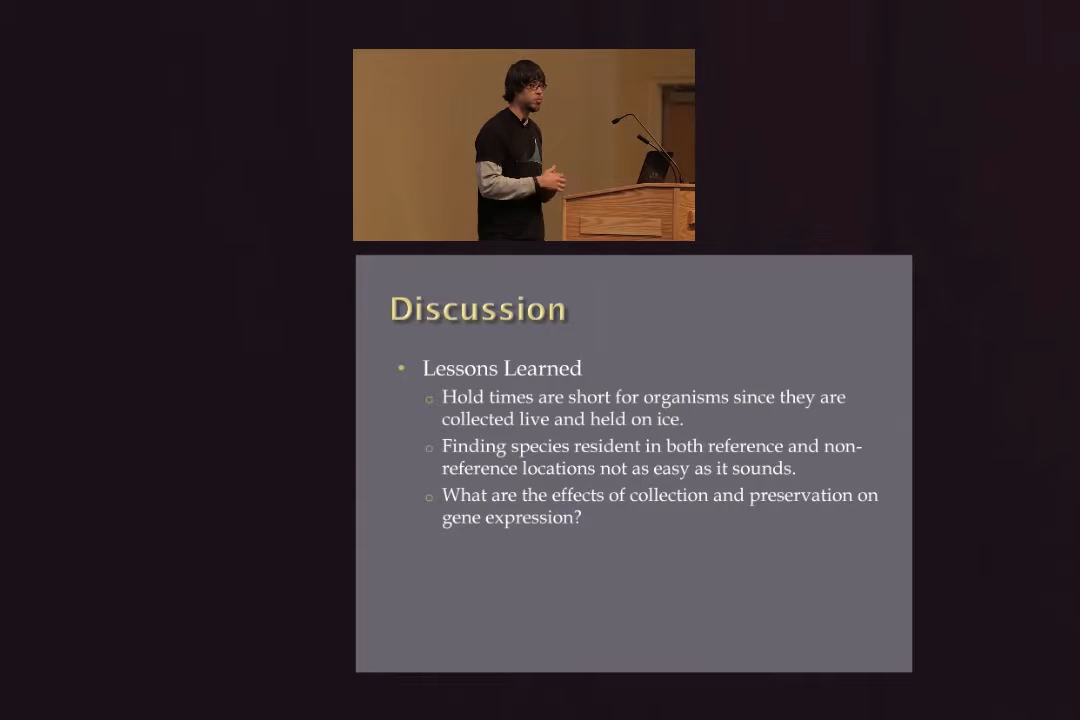 Discussion
• Lessons Learned
o Hold times are short for organisms since they are
collected live and held on ice.
o Finding species resident in both reference and non-
reference locations not as easy as it sounds.
o What are the effects of collection and preservation on
gene expression?